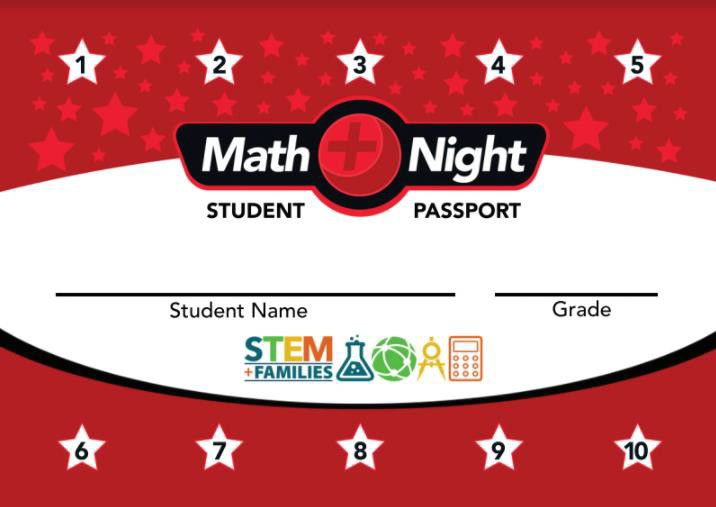 1 2 3 4 5
Math + Night
STUDENT PASSPORT
Student Name Grade
STEM
+FAMILIES
6 7 8 9 10